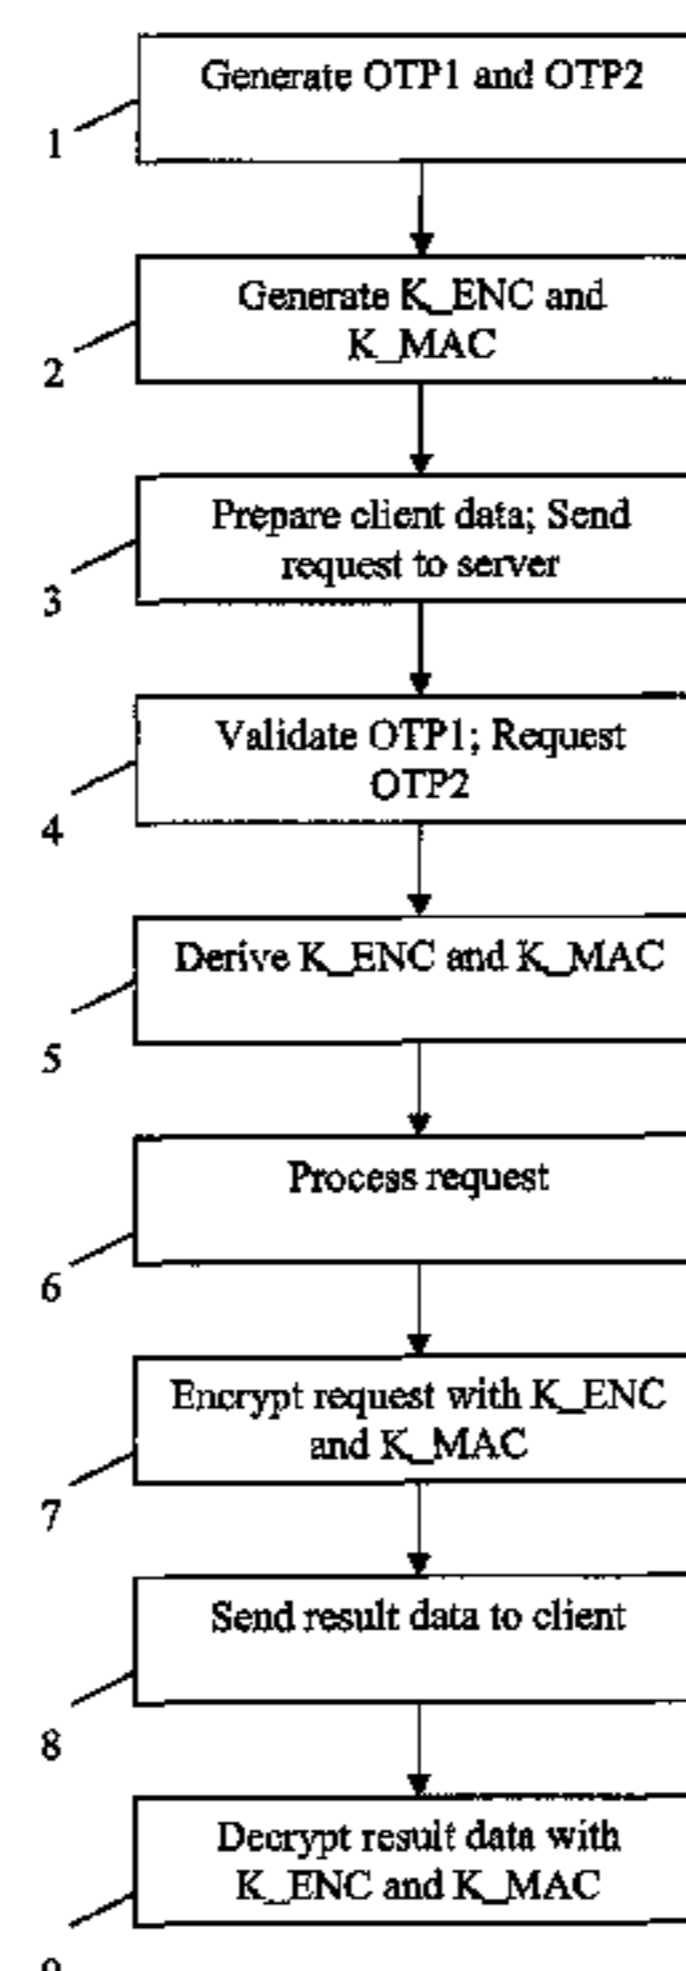 Generate OTP1 and OTP2
1
Generate K_ENC and
K_MAC
2
Prepare client data; Send
request to server
3
Validate OTP1; Request
OTP2
4
Derive K_ENC and K_MAC
5
Process request
6
Encrypt request with K_ENC
and K_MAC
7
Send result data to client
8
Decrypt result data with
K_ENC and K_MAC